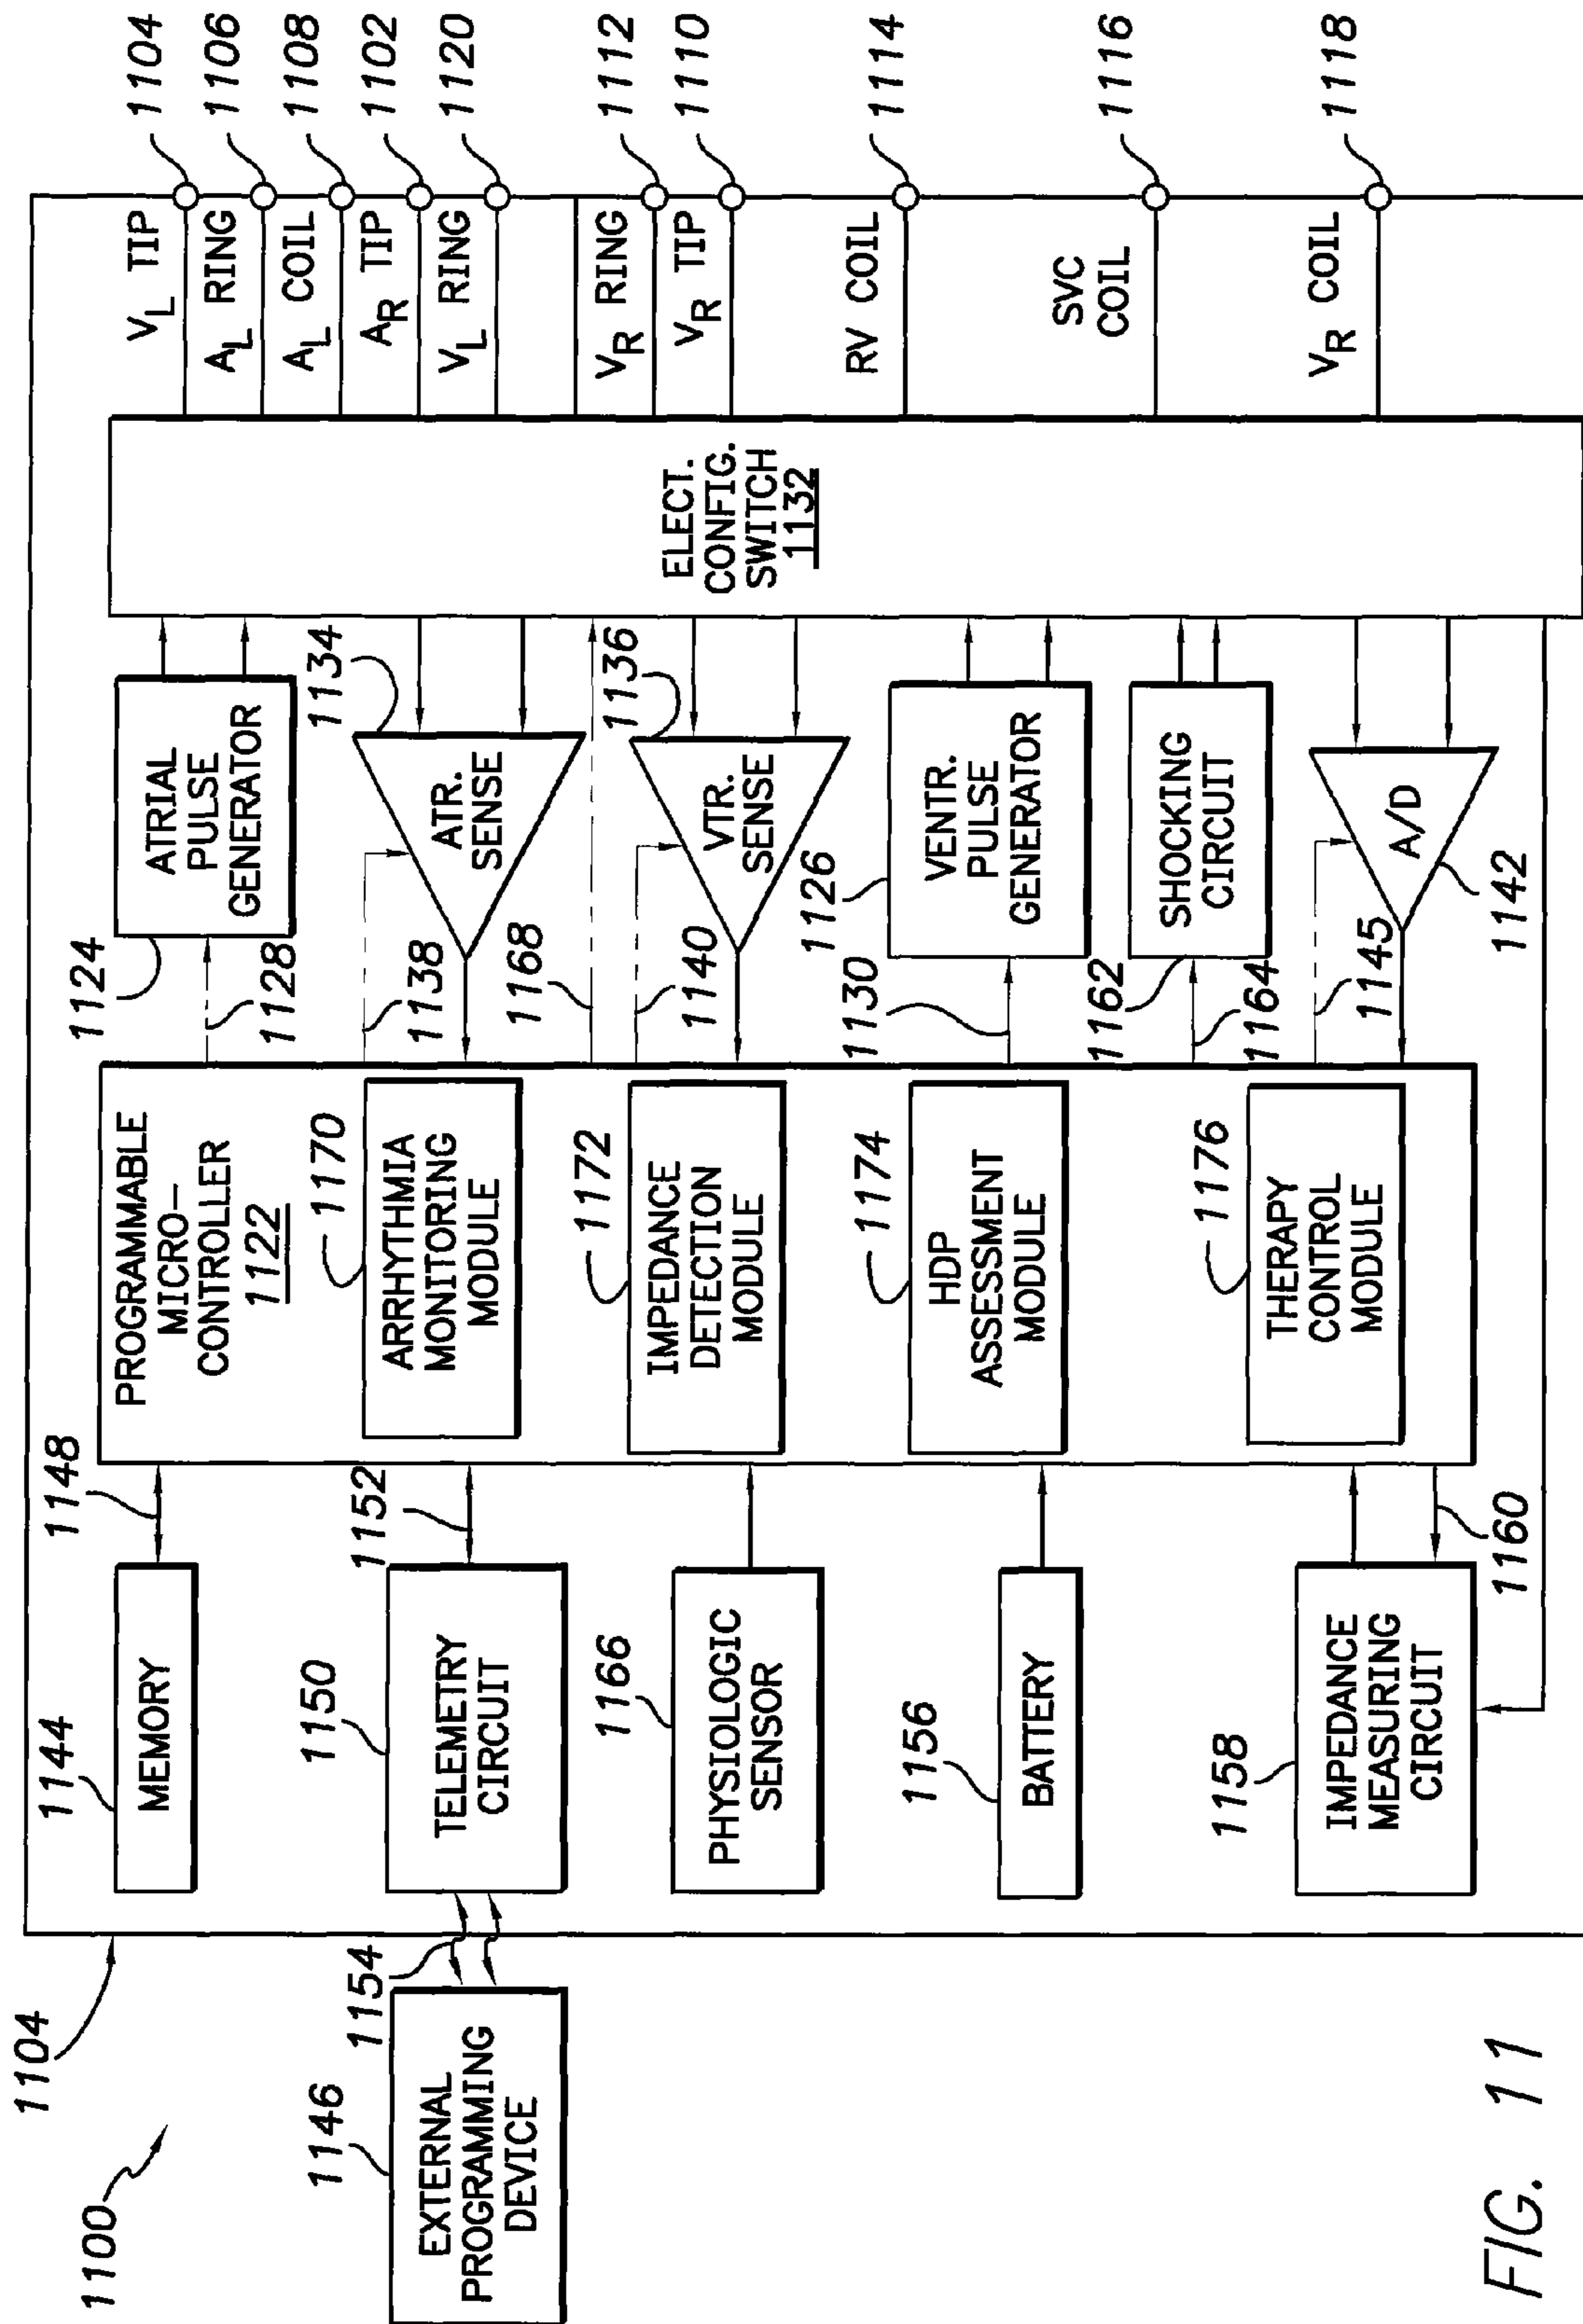 1100
1104
1146
EXTERNAL
PROGRAMMING
DEVICE
1154
1144
MEMORY
1148
1150
TELEMETRY
CIRCUIT
1152
1166
PHYSIOLOGIC
SENSOR
1156
BATTERY
1158
IMPEDANCE
MEASURING
CIRCUIT
1160
PROGRAMMABLE
MICRO—
CONTROLLER
1122
1170
ARRHYTHMIA
MONITORING
MODULE
1172
IMPEDANCE
DETECTION
MODULE
1174
HDP
ASSESSMENT
MODULE
1176
THERAPY
CONTROL
MODULE
1124
ATRIAL
PULSE
GENERATOR
1128
1134
ATR.
SENSE
1138
1168
1136
VTR.
SENSE
1140
1126
VENTR.
PULSE
GENERATOR
1130
1162
SHOCKING
CIRCUIT
1164
A/D
1145
1142
ELECT.
CONFIG.
SWITCH
1132
VL TIP 1104
AL RING 1106
AL COIL 1108
AR TIP 1102
VL RING 1120
VR RING 1112
VR TIP 1110
RV COIL 1114
SVC
COIL 1116
VR COIL 1118
FIG. 11